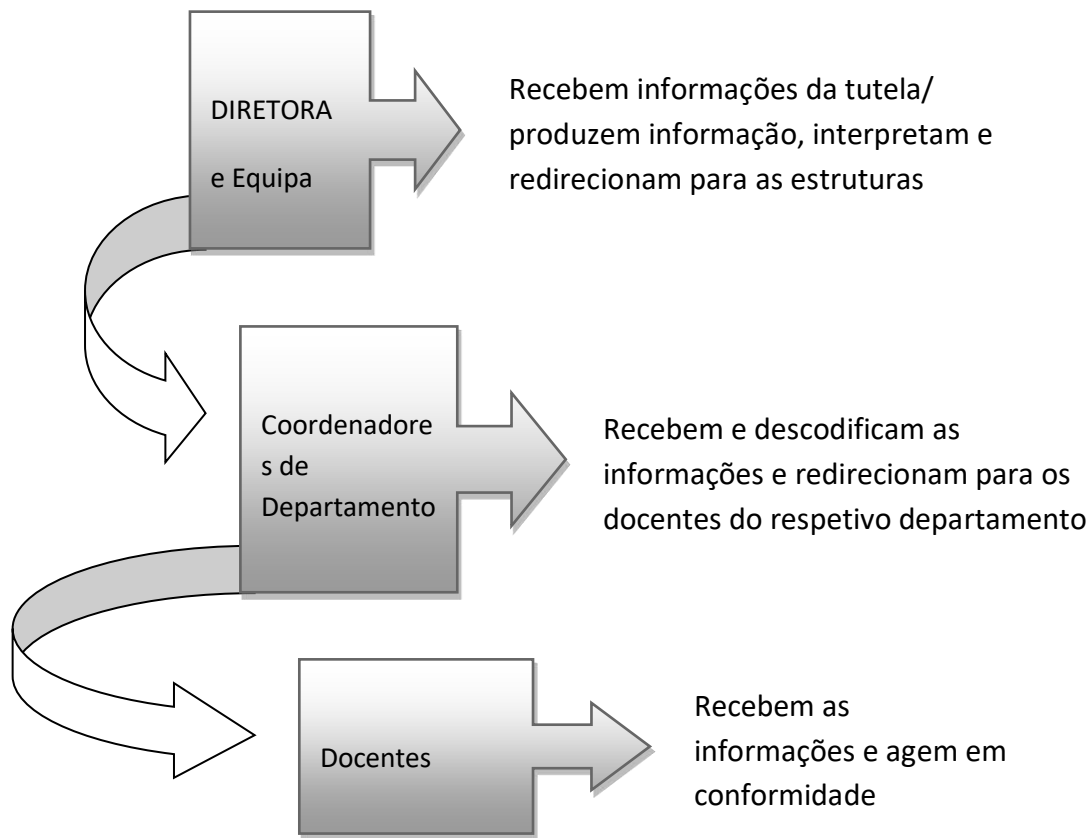 DIRETORA
e Equipa
Recebem informações da tutela/
produzem informação, interpretam e
redirecionam para as estruturas
Coordenadore
s de
Departamento
Recebem e descodificam as
informações e redirecionam para os
docentes do respetivo departamento
Docentes
Recebem as
informações e agem em
conformidade